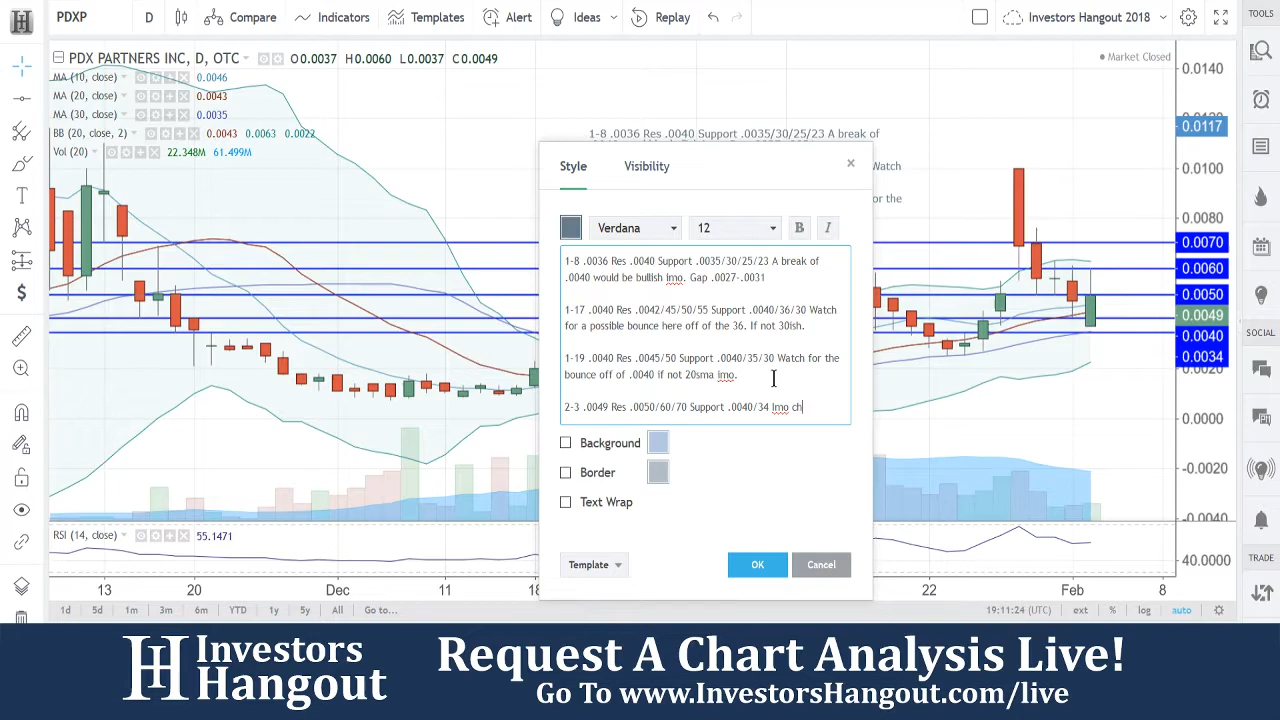 PDXP D Compare Indicators Templates Alert Ideas Replay Investors Hangout 2018 TOOLS
PDX PARTNERS INC, D, OTC O0.0037 H0.0060 L0.0037 C0.0049 Market Closed
MA (10, close) 0.0046
MA (20, close) 0.0043
MA (30, close) 0.0035
BB (20, close, 2) 0.0043 0.0063 0.0022
Vol (20) 22.348M 61.499M
1-8 .0036 Res .0040 Support .0035/30/25/23 A break of
Watch
for the
Style Visibility ×
Verdana 12 B I
1-8 .0036 Res .0040 Support .0035/30/25/23 A break of
.0040 would be bullish imo. Gap .0027-.0031
1-17 .0040 Res .0042/45/50/55 Support .0040/36/30 Watch
for a possible bounce here off of the 36. If not 30ish.
1-19 .0040 Res .0045/50 Support .0040/35/30 Watch for the
bounce off of .0040 if not 20sma imo.
2-3 .0049 Res .0050/60/70 Support .0040/34 Imo ch
Background
Border
Text Wrap
Template OK Cancel
0.0140
0.0117
0.0100
0.0080
0.0070
0.0060
0.0050
0.0049
0.0040
0.0034
0.0020
0.0000
-0.0020
-0.0040
40.0000
SOCIAL
TRADE
RSI (14, close) 55.1471
13 20 Dec 11 18 22 Feb 8
1d 5d 1m 3m 6m YTD 1y 5y All Go to... 19:11:24 (UTC) ext % log auto
Investors
Hangout
Request A Chart Analysis Live!
Go To www.InvestorsHangout.com/live